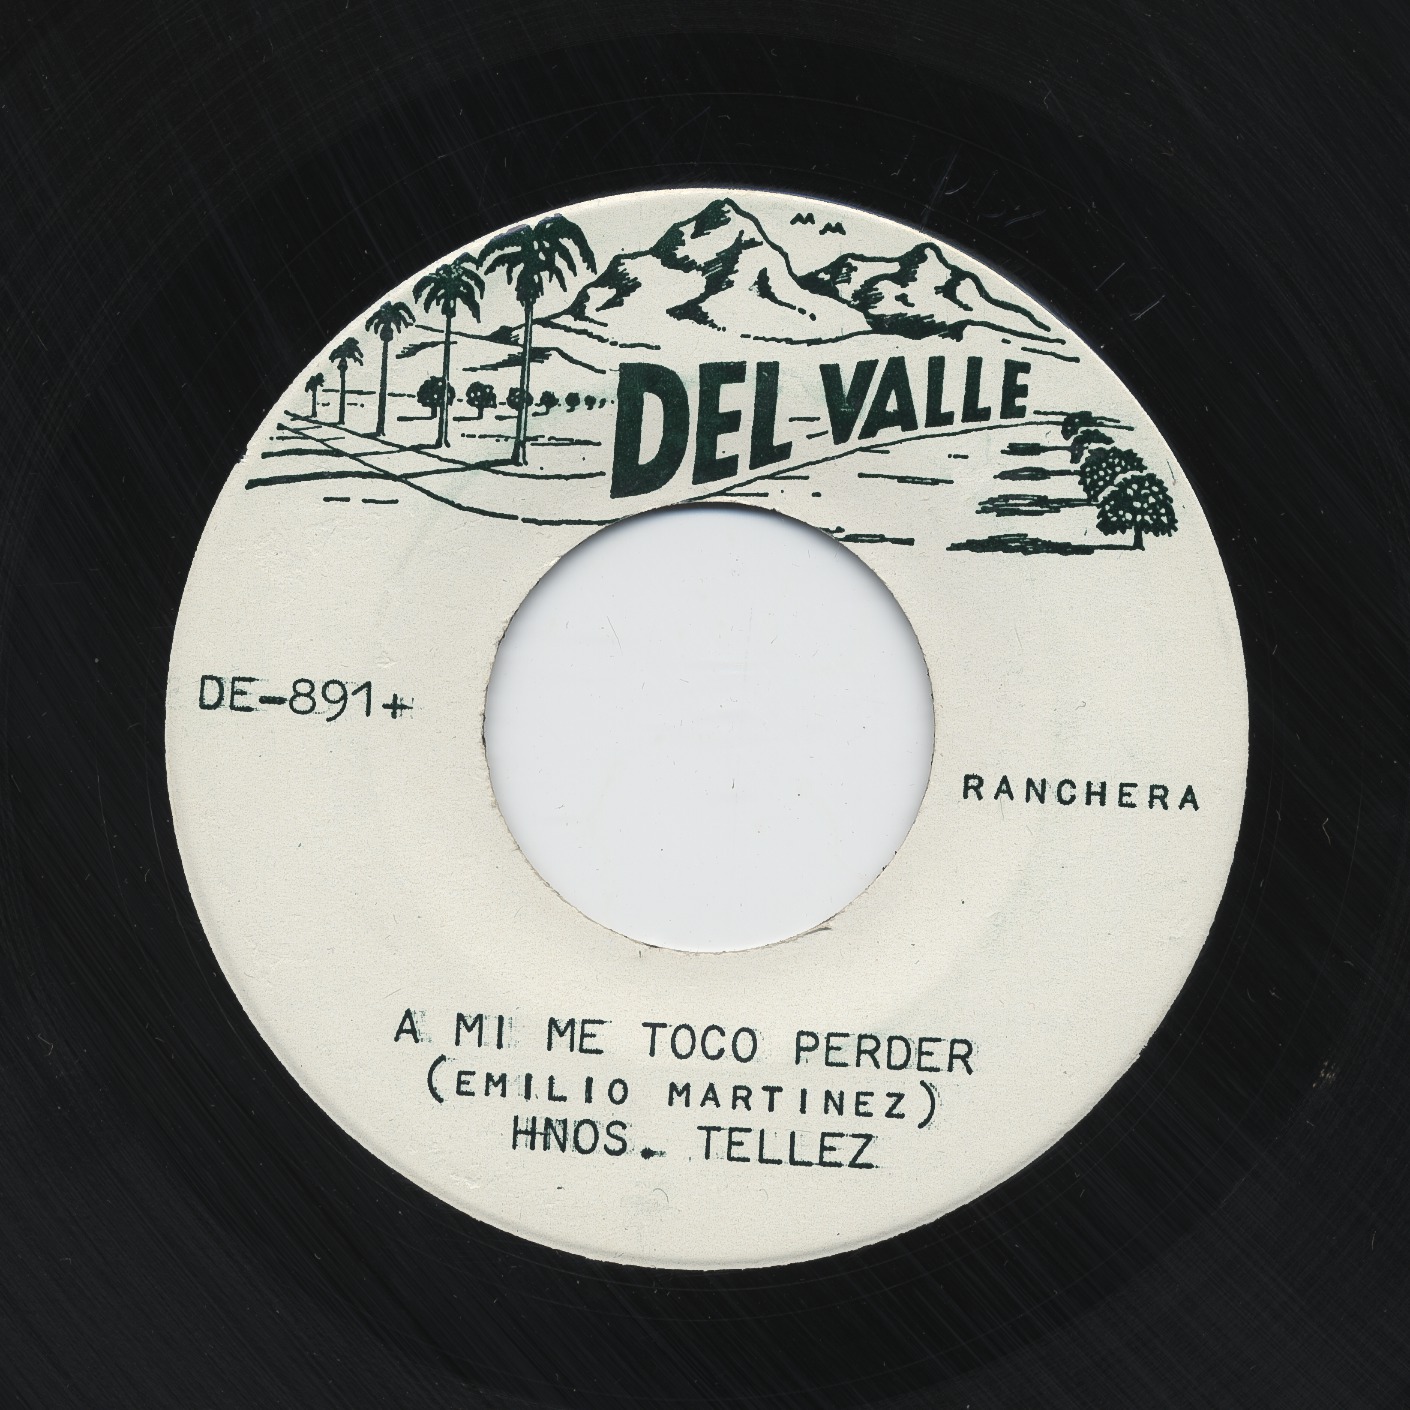 DEL VALLE
DE-891+
RANCHERA
A MI ME TOCO PERDER
(EMILIO MARTINEZ)
HNOS. TELLEZ